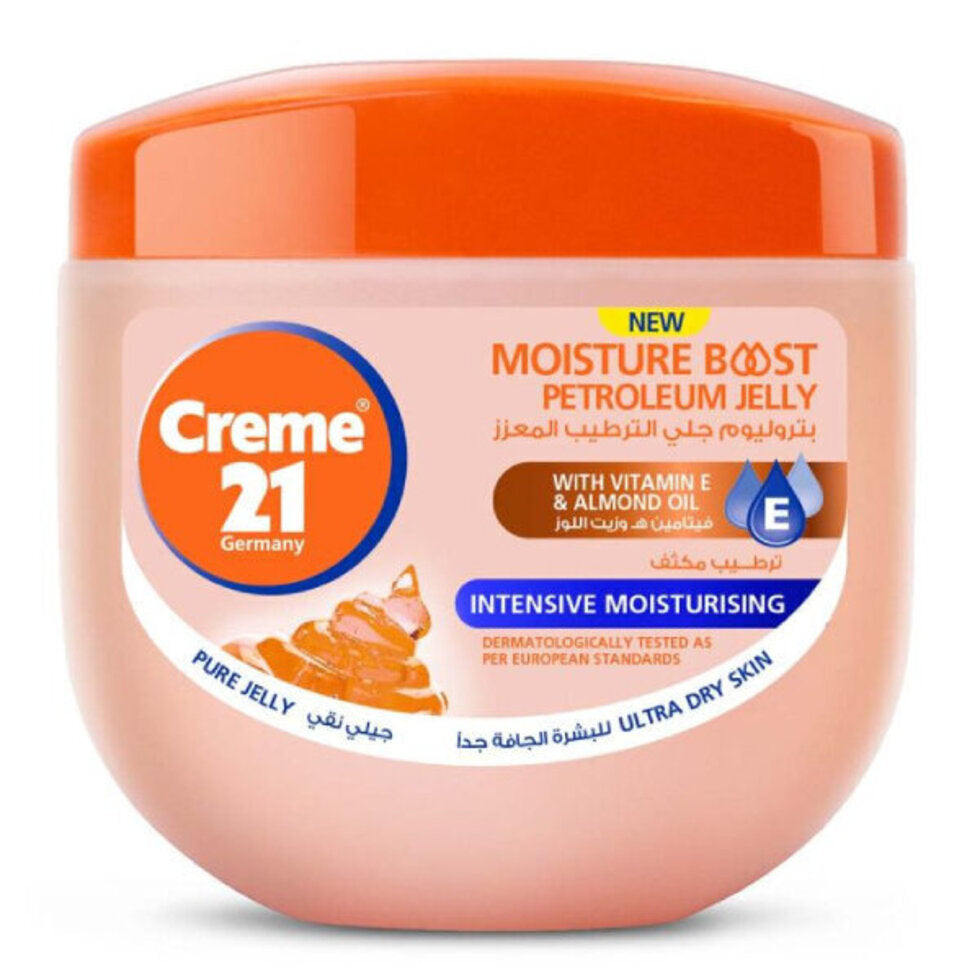 Creme®
21
Germany
NEW
MOISTURE BOOST
PETROLEUM JELLY
بتروليوم جلي الترطيب المعزز
WITH VITAMIN E
& ALMOND OIL
فيتامين هـ وزيت اللوز
E
ترطـــيب مكثف
INTENSIVE MOISTURISING
DERMATOLOGICALLY TESTED AS
PER EUROPEAN STANDARDS
PURE JELLY جيلي نقي
للبشرة الجافة جداً ULTRA DRY SKIN